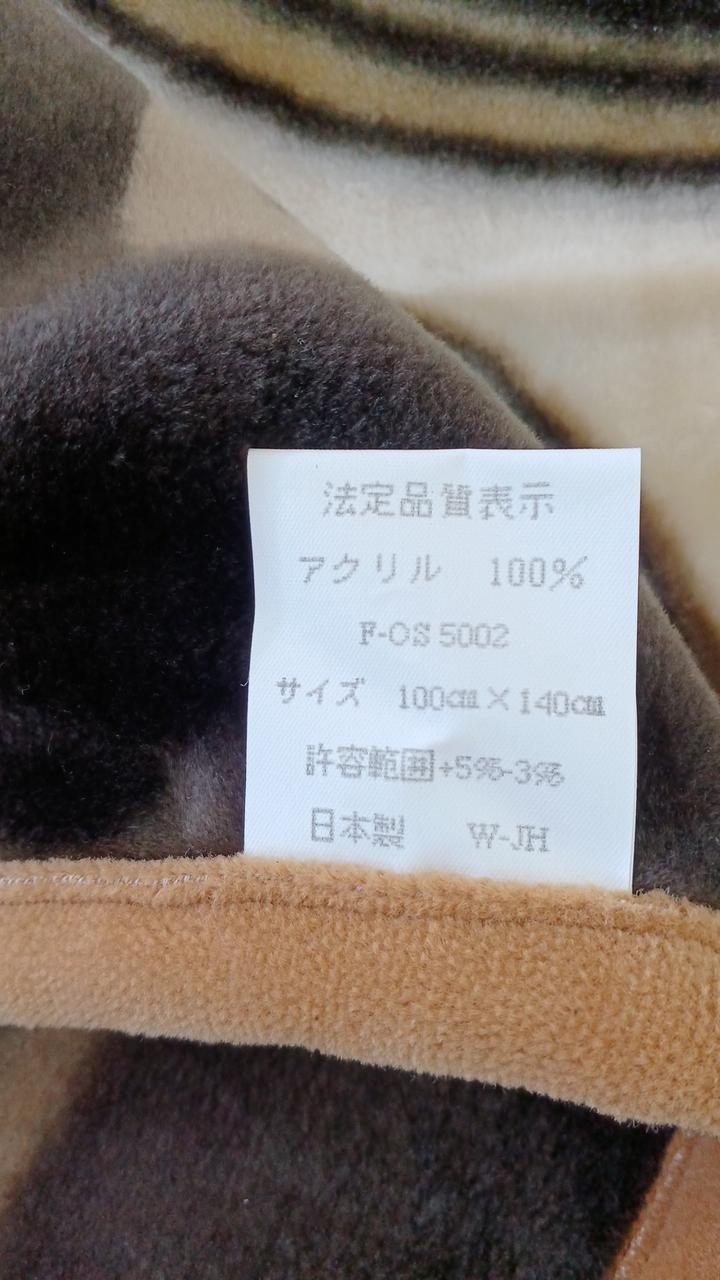 法定品質表示
アクリル 100%
F-OS 5002
サイズ 100㎝×140㎝
許容範囲+5%-3%
日本製 W-JH